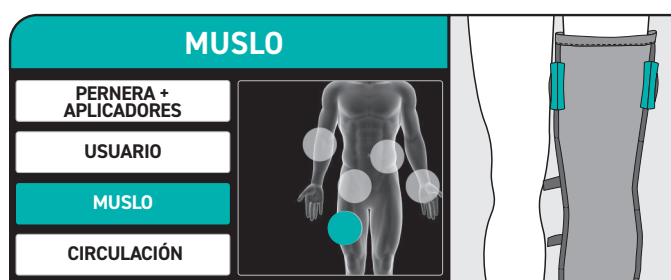 MUSLO
PERNERA +
APLICADORES
USUARIO
MUSLO
CIRCULACIÓN